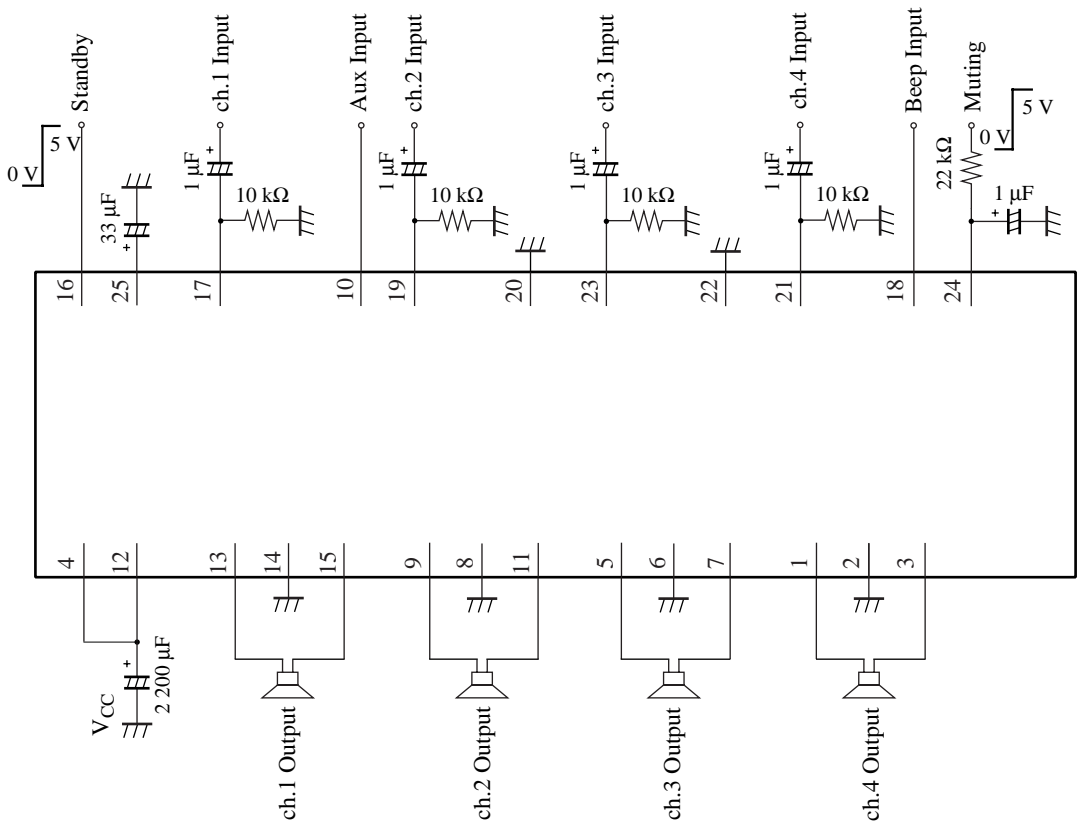 0 V
5 V
Standby
33 µF
+
1 µF
+
ch.1 Input
10 kΩ
Aux Input
1 µF
+
ch.2 Input
10 kΩ
1 µF
+
ch.3 Input
10 kΩ
1 µF
+
ch.4 Input
10 kΩ
Beep Input
Muting
0 V
5 V
22 kΩ
1 µF
+
16
25
17
10
19
20
23
22
21
18
24
4
12
13
14
15
9
8
11
5
6
7
1
2
3
VCC
+
2 200 µF
ch.1 Output
ch.2 Output
ch.3 Output
ch.4 Output